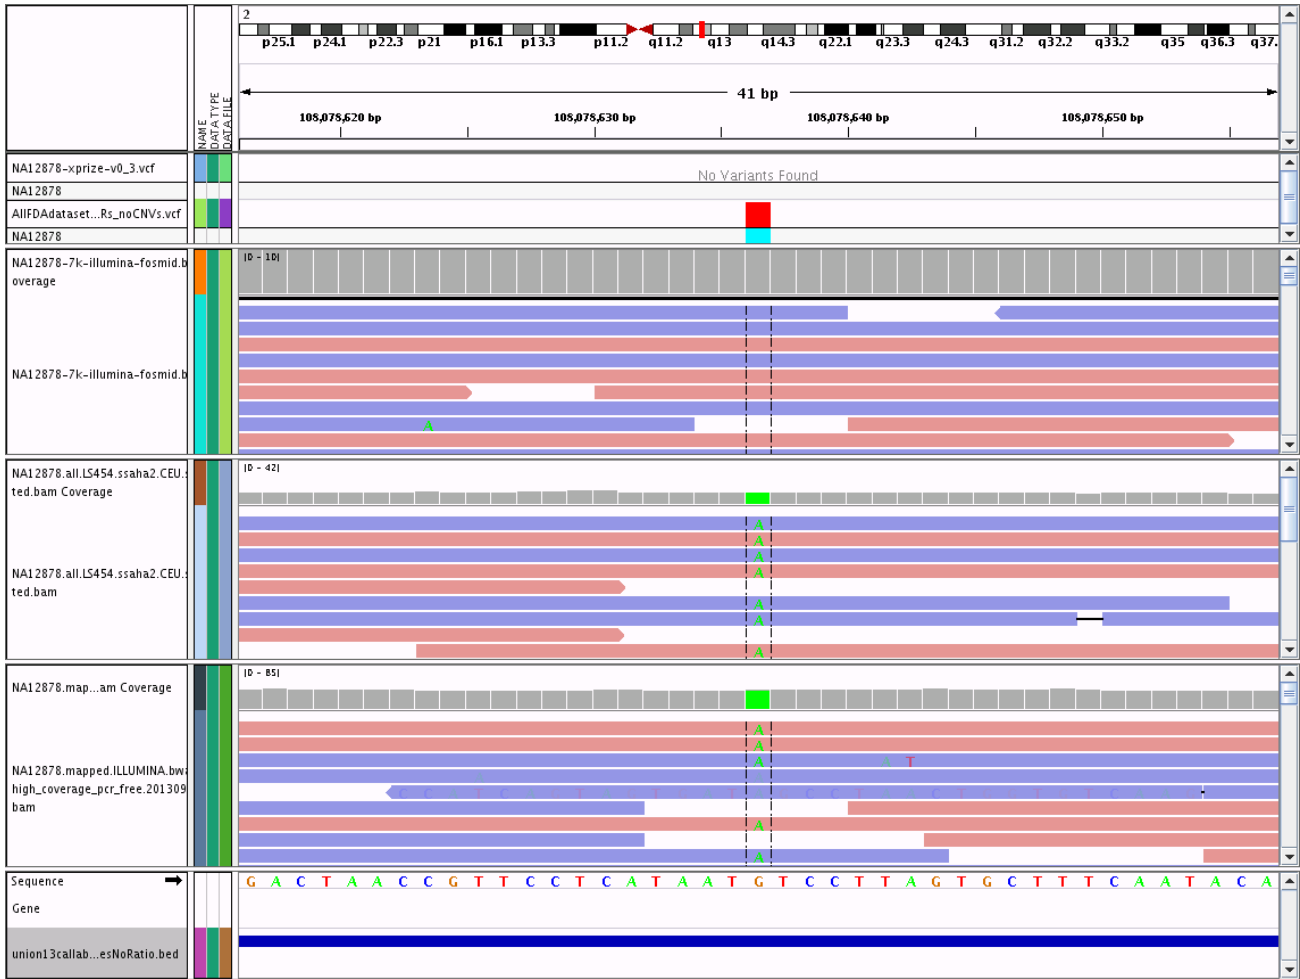 2
p25.1 p24.1 p22.3 p21 p16.1 p13.3 p11.2 q11.2 q13 q14.3 q22.1 q23.3 q24.3 q31.2 q32.2 q33.2 q35 q36.3 q37.
41 bp
108,078,620 bp 108,078,630 bp 108,078,640 bp 108,078,650 bp
NAME
DATA TYPE
DATA FILE
NA12878-xprize-v0_3.vcf
No Variants Found
NA12878
AllFDAdataset...Rs_noCNVs.vcf
NA12878
NA12878-7k-illumina-fosmid.b
overage
[0 - 10]
NA12878-7k-illumina-fosmid.b
A
NA12878.all.LS454.ssaha2.CEU.s
ted.bam Coverage
[0 - 42]
A
A
A
A
NA12878.all.LS454.ssaha2.CEU.s
ted.bam
A
A
A
NA12878.map...am Coverage
[0 - 85]
A
A
A T
NA12878.mapped.ILLUMINA.bwa
high_coverage_pcr_free.201309
bam
A
A
Sequence
G A C T A A C C G T T C C T C A T A A T G T C C T T A G T G C T T T C A A T A C A
Gene
union13callab...esNoRatio.bed